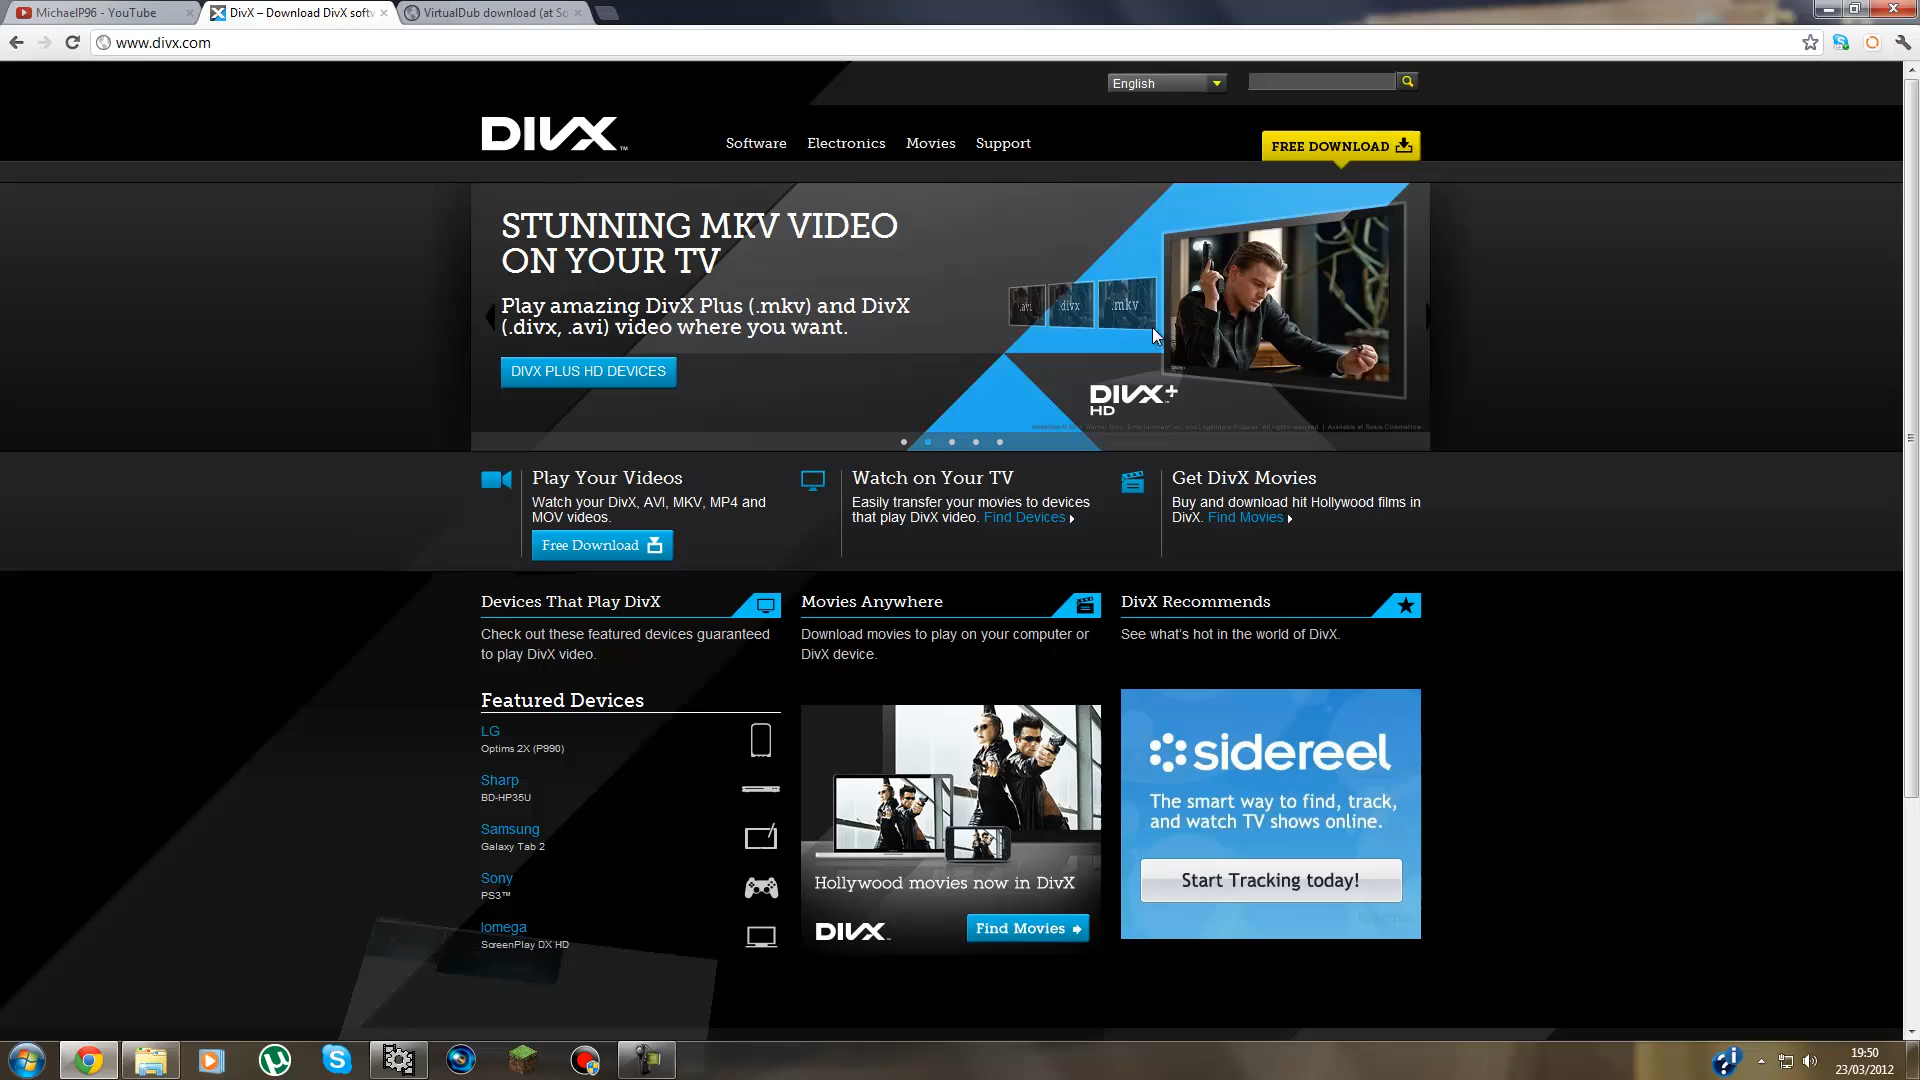 MichaelP96 - YouTube
DivX – Download DivX softw
VirtualDub download (at So
www.divx.com
English
DIVX™
Software
Electronics
Movies
Support
FREE DOWNLOAD
STUNNING MKV VIDEO
ON YOUR TV
Play amazing DivX Plus (.mkv) and DivX
(.divx, .avi) video where you want.
DIVX PLUS HD DEVICES
.avi
.divx
.mkv
DIVX+™
HD
Play Your Videos
Watch your DivX, AVI, MKV, MP4 and
MOV videos.
Free Download
Watch on Your TV
Easily transfer your movies to devices
that play DivX video. Find Devices
Get DivX Movies
Buy and download hit Hollywood films in
DivX. Find Movies
Devices That Play DivX
Check out these featured devices guaranteed
to play DivX video.
Movies Anywhere
Download movies to play on your computer or
DivX device.
DivX Recommends
See what's hot in the world of DivX.
Featured Devices
LG
Optims 2X (P990)
Sharp
BD-HP35U
Samsung
Galaxy Tab 2
Sony
PS3™
Iomega
ScreenPlay DX HD
Hollywood movies now in DivX
DIVX
Find Movies
sidereel
The smart way to find, track,
and watch TV shows online.
Start Tracking today!
19:50
23/03/2012